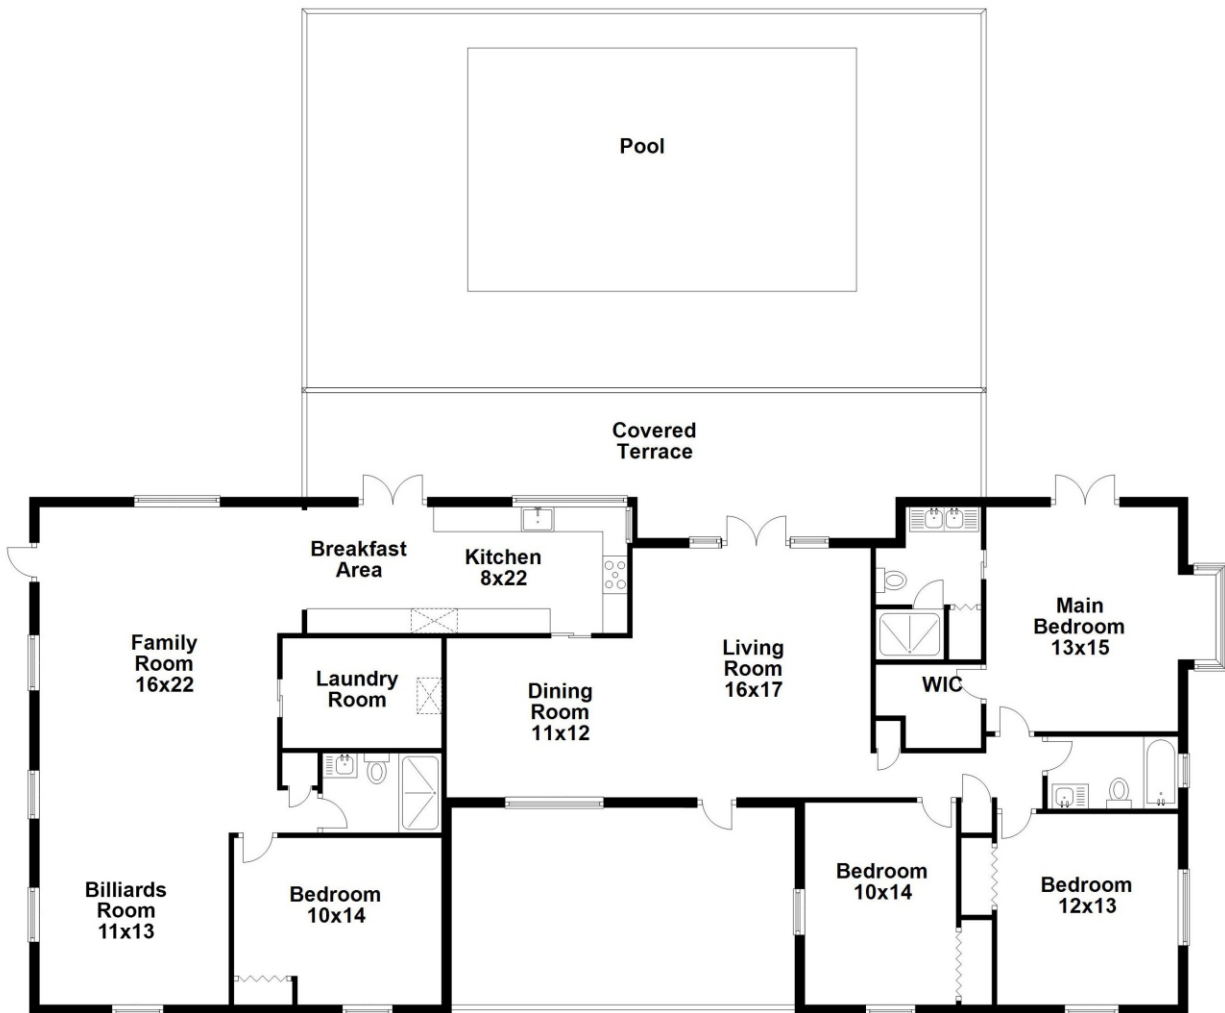 Pool
Covered
Terrace
Breakfast
Area
Kitchen
8x22
Family
Room
16x22
Laundry
Room
Dining
Room
11x12
Living
Room
16x17
WIC
Main
Bedroom
13x15
Billiards
Room
11x13
Bedroom
10x14
Bedroom
10x14
Bedroom
12x13